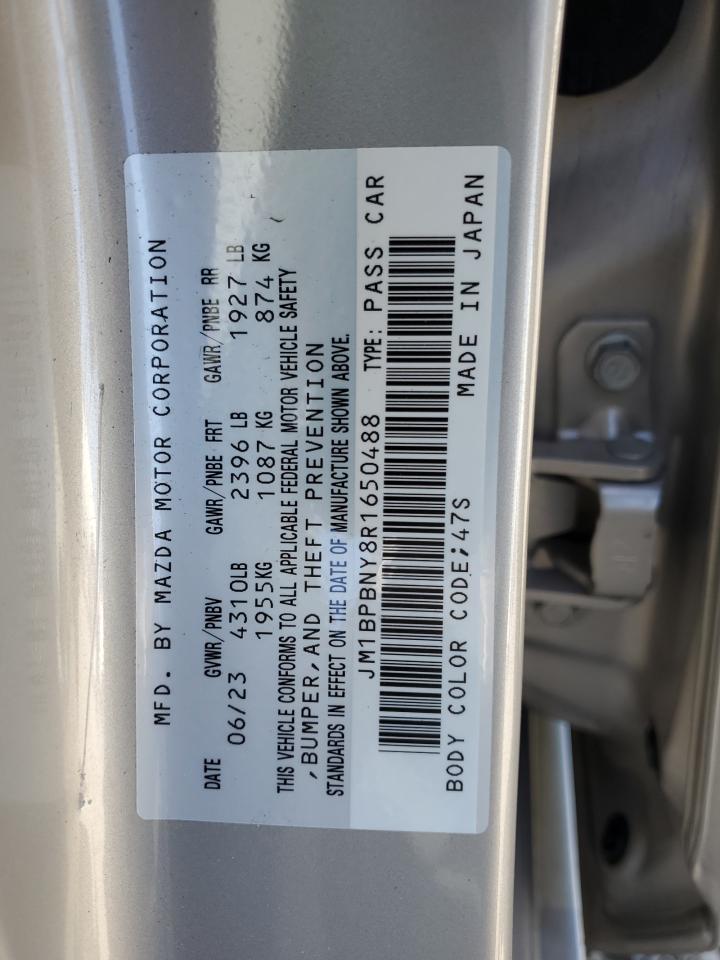 MFD. BY MAZDA MOTOR CORPORATION
DATE GVWR/PNBV GAWR/PNBE FRT GAWR/PNBE RR
06/23 4310LB 2396 LB 1927 LB
1955KG 1087 KG 874 KG
THIS VEHICLE CONFORMS TO ALL APPLICABLE FEDERAL MOTOR VEHICLE SAFETY
,BUMPER,AND THEFT PREVENTION
STANDARDS IN EFFECT ON THE DATE OF MANUFACTURE SHOWN ABOVE.
JM1BPBNY8R1650488 TYPE: PASS CAR
BODY COLOR CODE:47S
MADE IN JAPAN